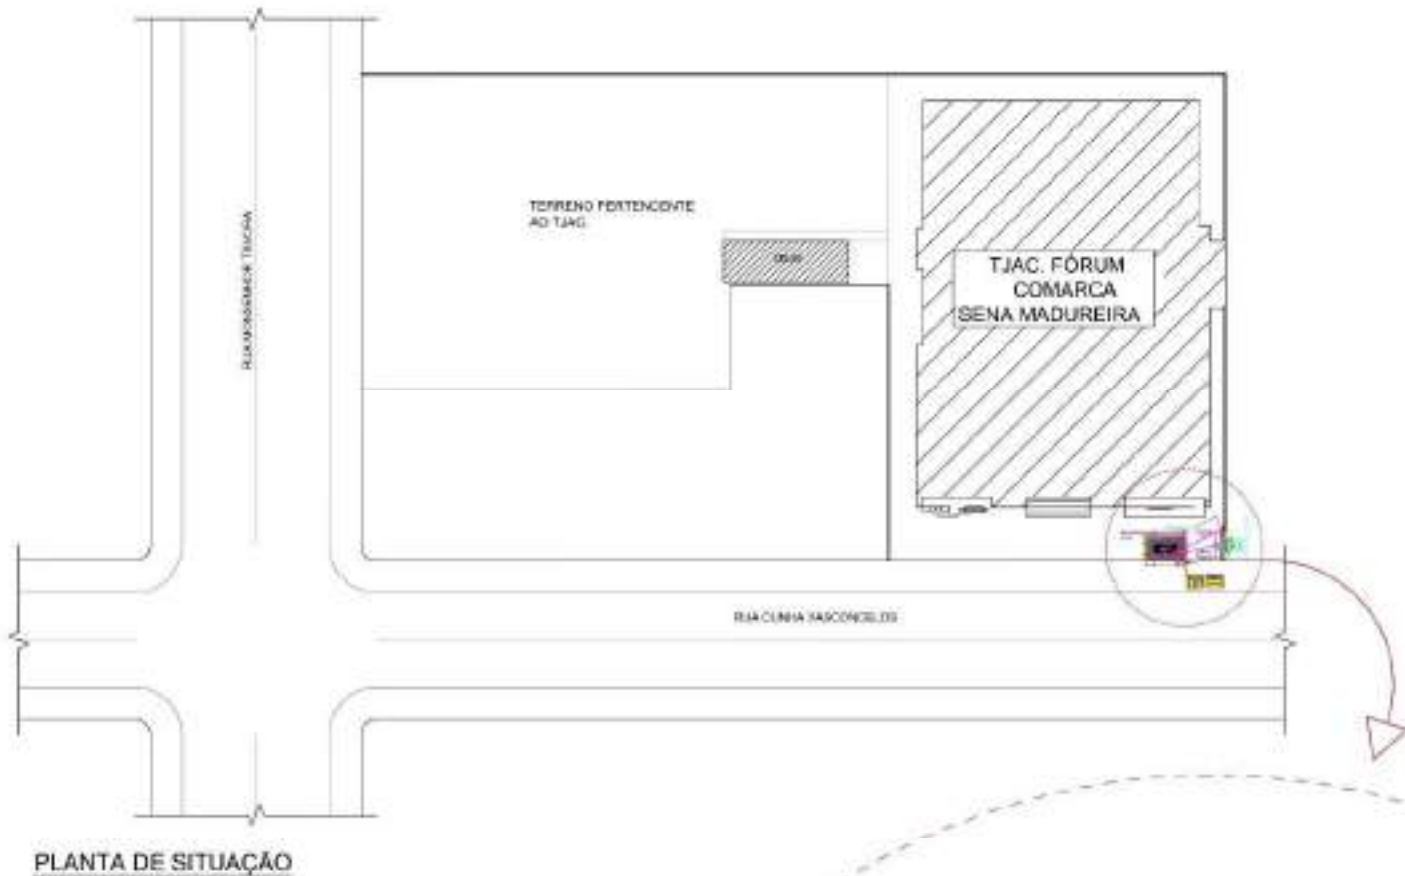 TERRENO PERTENCENTE
AO TJAC.
TJAC. FÓRUM
COMARCA
SENA MADUREIRA
RUA CUNHA VASCONCELOS
PLANTA DE SITUAÇÃO